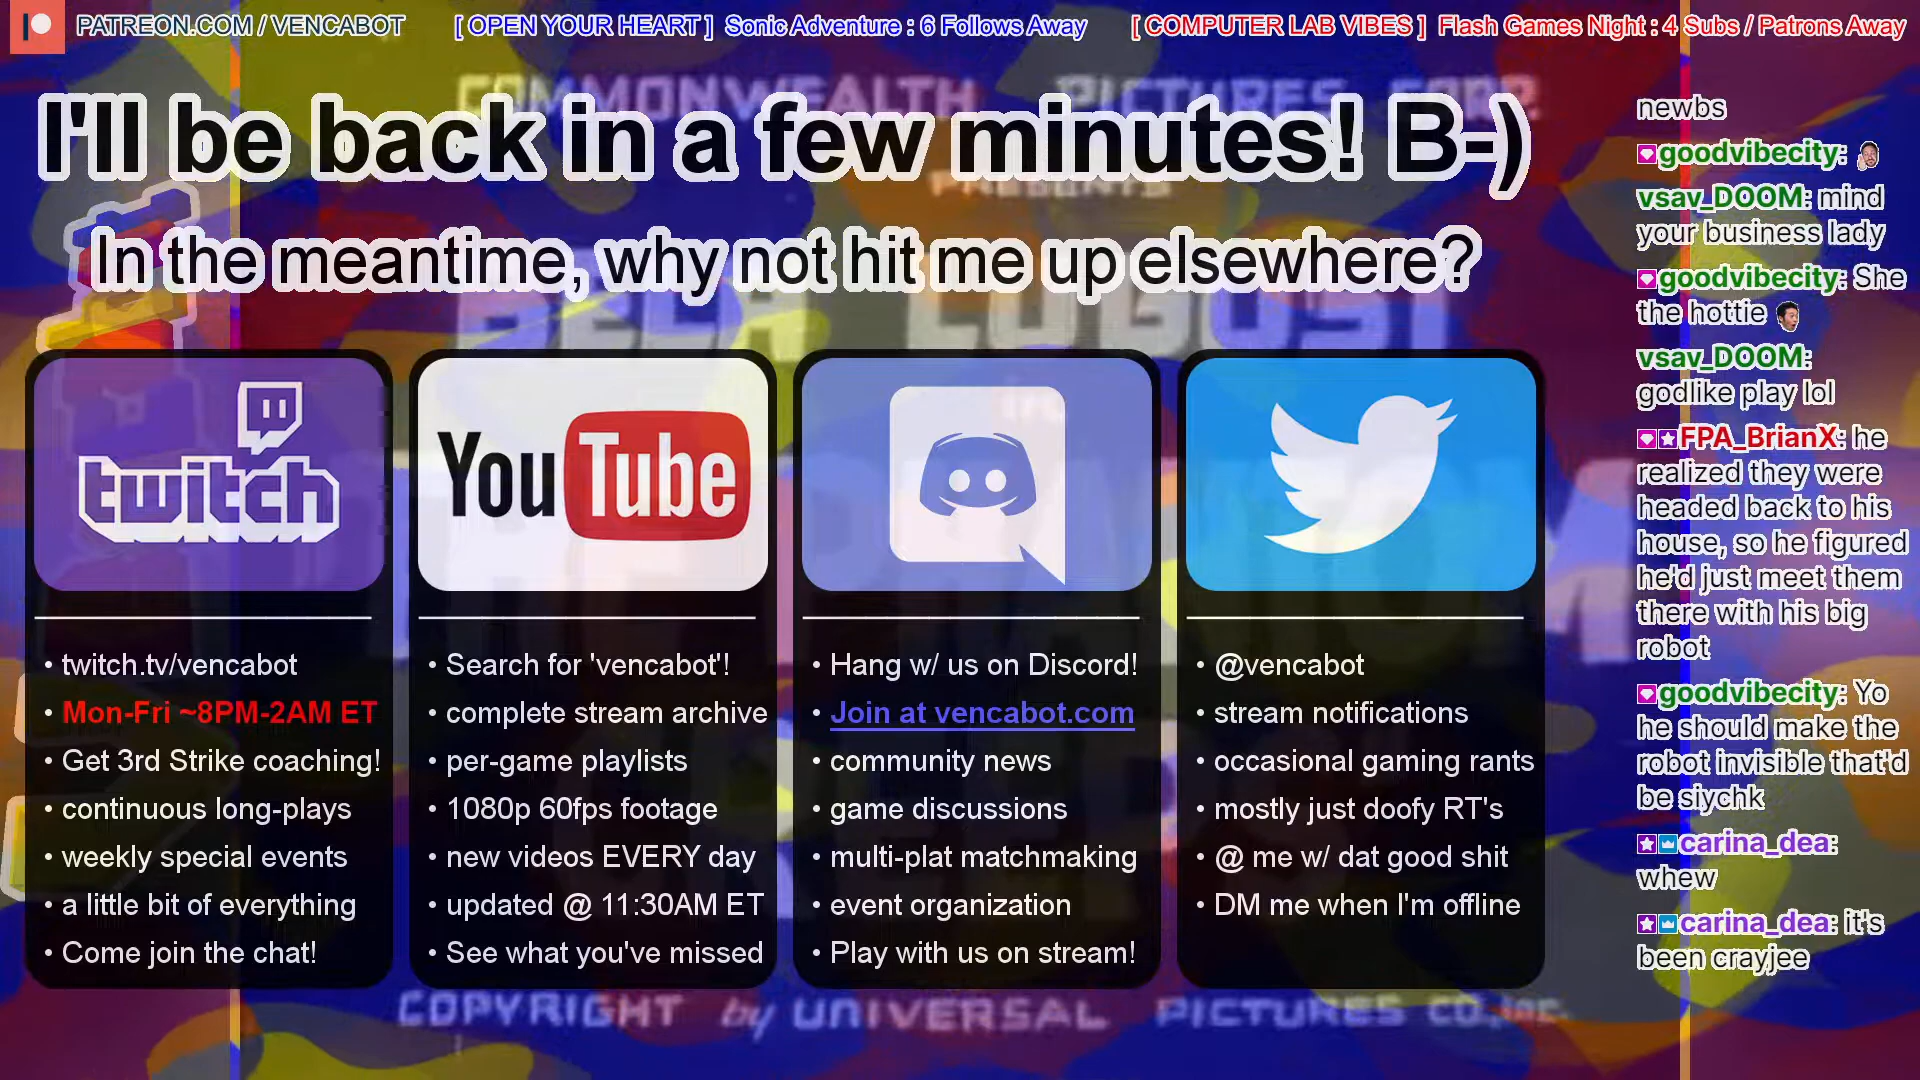 PATREON.COM / VENCABOT [ OPEN YOUR HEART ] Sonic Adventure : 6 Follows Away [ COMPUTER LAB VIBES ] Flash Games Night : 4 Subs / Patrons Away
COMMONWEALTH PICTURES CORP.
I'll be back in a few minutes! B-)
PRESENTS
In the meantime, why not hit me up elsewhere?
BELA LUGOSI
twitch
• twitch.tv/vencabot
• Mon-Fri ~8PM-2AM ET
• Get 3rd Strike coaching!
• continuous long-plays
• weekly special events
• a little bit of everything
• Come join the chat!
YouTube
• Search for 'vencabot'!
• complete stream archive
• per-game playlists
• 1080p 60fps footage
• new videos EVERY day
• updated @ 11:30AM ET
• See what you've missed
• Hang w/ us on Discord!
• Join at vencabot.com
• community news
• game discussions
• multi-plat matchmaking
• event organization
• Play with us on stream!
• @vencabot
• stream notifications
• occasional gaming rants
• mostly just doofy RT's
• @ me w/ dat good shit
• DM me when I'm offline
COPYRIGHT by UNIVERSAL PICTURES CO., Inc.
newbs
goodvibecity:
vsav_DOOM: mind
your business lady
goodvibecity: She
the hottie
vsav_DOOM:
godlike play lol
FPA_BrianX: he
realized they were
headed back to his
house, so he figured
he'd just meet them
there with his big
robot
goodvibecity: Yo
he should make the
robot invisible that'd
be siychk
carina_dea:
whew
carina_dea: it's
been crayjee